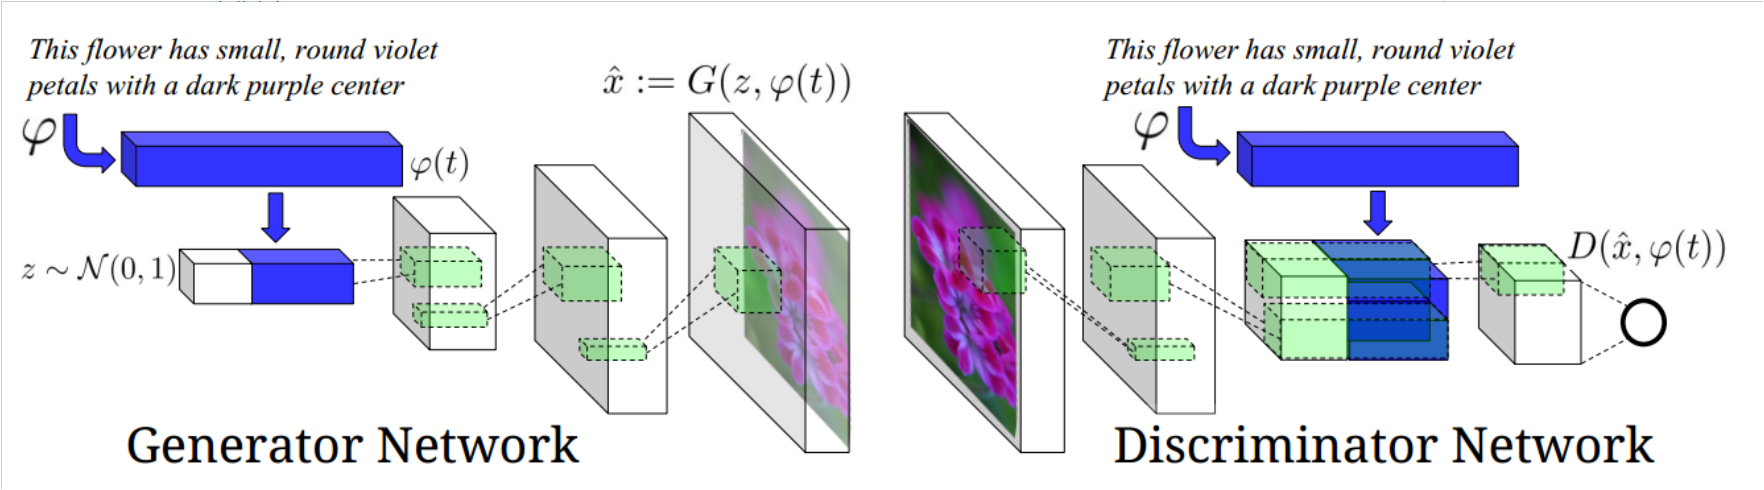 This flower has small, round violet
petals with a dark purple center
φ
φ(t)
z ∼ 𝒩(0, 1)
x̂ := G(z, φ(t))
Generator Network
This flower has small, round violet
petals with a dark purple center
φ
D(x̂, φ(t))
Discriminator Network